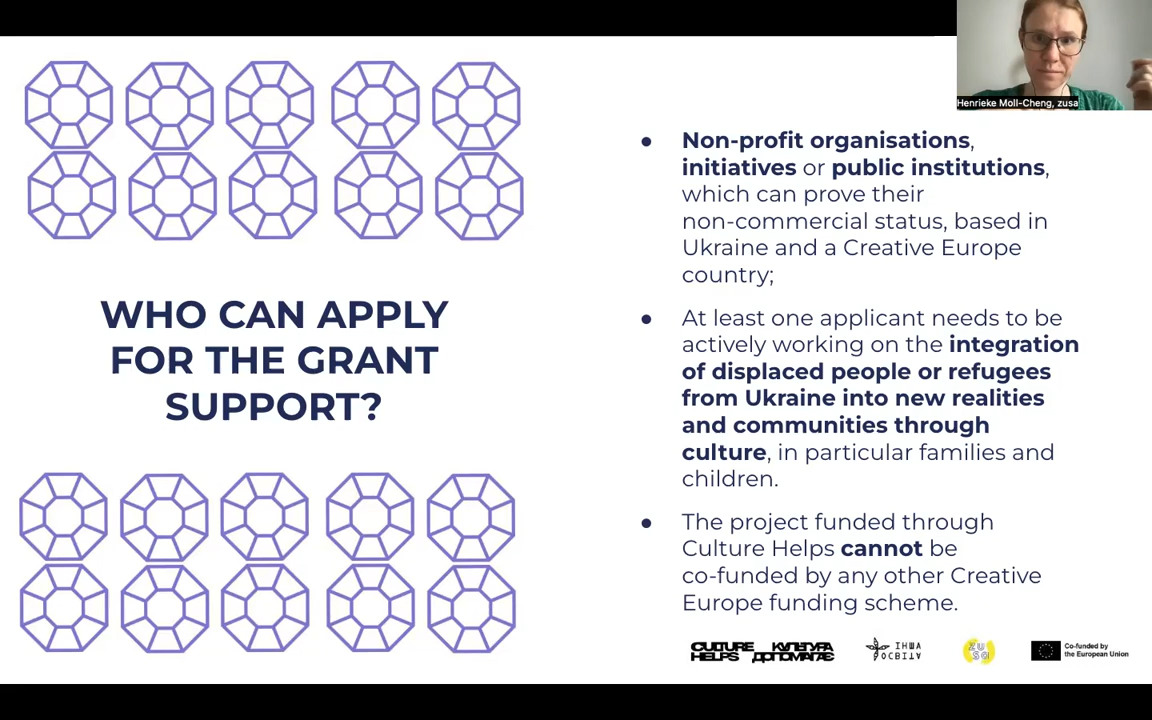 Henrieke Moll-Cheng, zusa
WHO CAN APPLY
FOR THE GRANT
SUPPORT?
● Non-profit organisations,
initiatives or public institutions,
which can prove their
non-commercial status, based in
Ukraine and a Creative Europe
country;
● At least one applicant needs to be
actively working on the integration
of displaced people or refugees
from Ukraine into new realities
and communities through
culture, in particular families and
children.
● The project funded through
Culture Helps cannot be
co-funded by any other Creative
Europe funding scheme.
CULTURE
HELPS
КУЛЬТУРА
ДОПОМАГАЄ
ІНША
ОСВІТА
ZU
SA
Co-funded by
the European Union